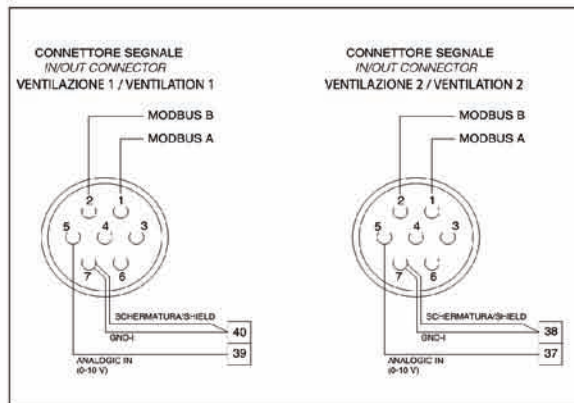 CONNETTORE SEGNALE
IN/OUT CONNECTOR
VENTILAZIONE 1 / VENTILATION 1
MODBUS B
MODBUS A
2
1
5
4
3
7
6
SCHERMATURA/SHIELD
GND-I
40
39
ANALOGIC IN
(0-10 V)
CONNETTORE SEGNALE
IN/OUT CONNECTOR
VENTILAZIONE 2 / VENTILATION 2
MODBUS B
MODBUS A
2
1
5
4
3
7
6
SCHERMATURA/SHIELD
GND-I
38
37
ANALOGIC IN
(0-10 V)